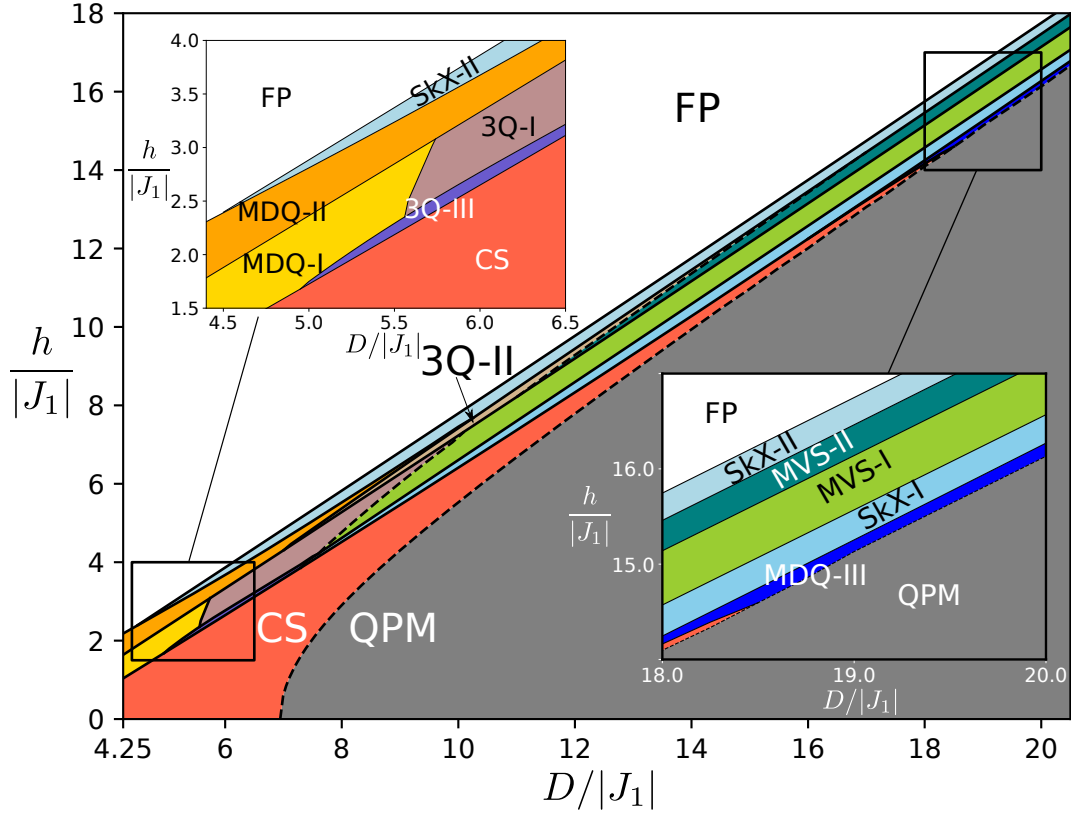 18
16
14
12
10
8
6
4
2
0
h
|J₁|
4.25
6
8
10
12
14
16
18
20
D/|J₁|
FP
3Q-II
CS
QPM
4.0
3.5
3.0
2.5
2.0
1.5
h
|J₁|
4.5
5.0
5.5
6.0
6.5
D/|J₁|
FP
SkX-II
3Q-I
MDQ-II
3Q-III
MDQ-I
CS
16.0
15.0
h
|J₁|
18.0
19.0
20.0
D/|J₁|
FP
SkX-II
MVS-II
MVS-I
SkX-I
MDQ-III
QPM